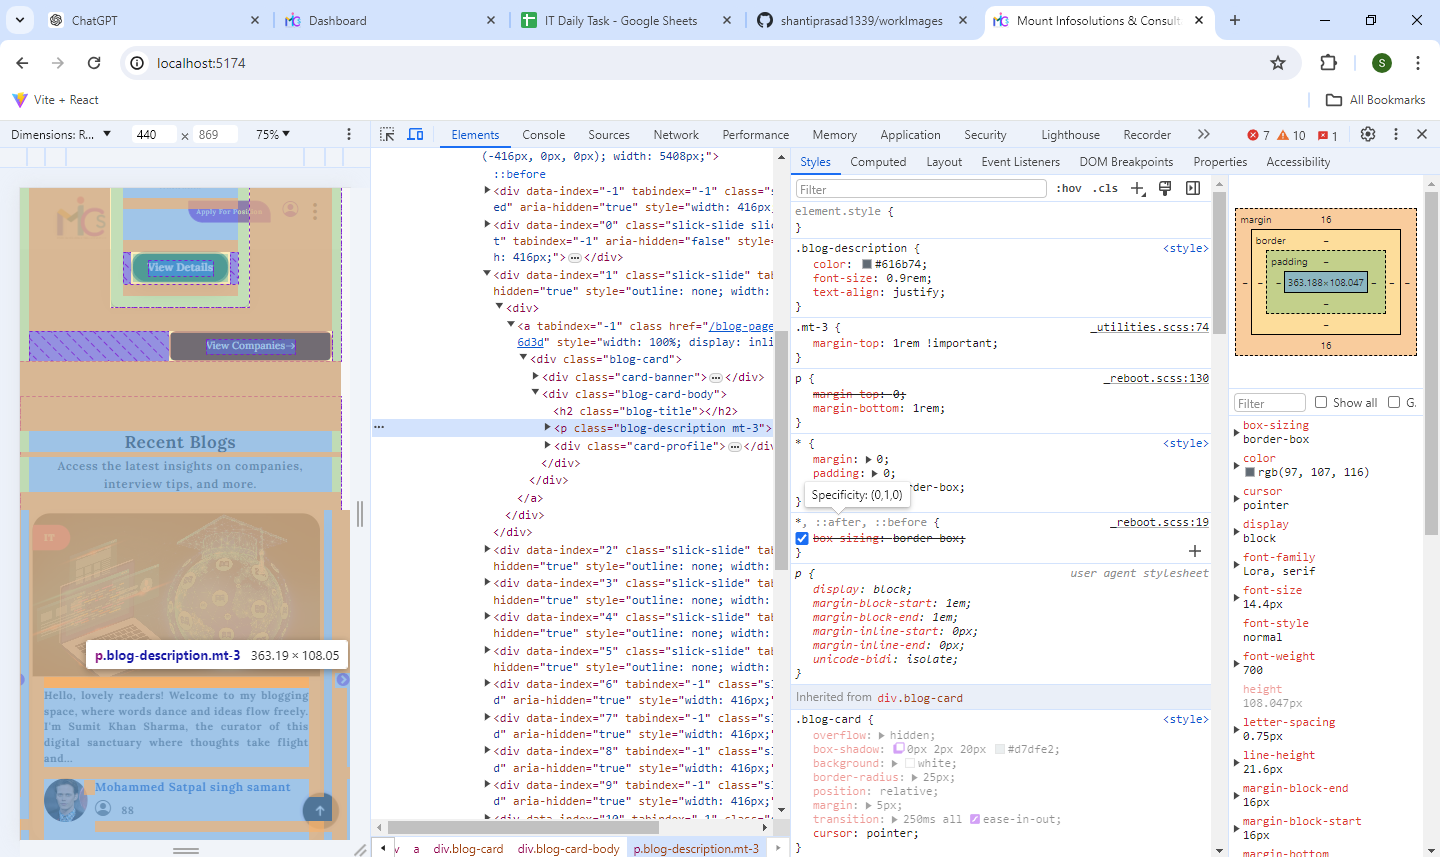 ChatGPT
Dashboard
IT Daily Task - Google Sheets
shantiprasad1339/workImages
Mount Infosolutions & Consult
localhost:5174
S
Vite + React
All Bookmarks
Dimensions: R...
440
×
869
75%
Elements
Console
Sources
Network
Performance
Memory
Application
Security
Lighthouse
Recorder
7
10
1
Apply For Position
View Details
View Companies→
Recent Blogs
Access the latest insights on companies,
interview tips, and more.
IT
p.blog-description.mt-3 363.19 × 108.05
Hello, lovely readers! Welcome to my blogging
space, where words dance and ideas flow freely.
I'm Sumit Khan Sharma, the curator of this
digital sanctuary where thoughts take flight
and...
Mohammed Satpal singh samant
88
(-416px, 0px, 0px); width: 5408px;">
::before
<div data-index="-1" tabindex="-1" class="s
ed" aria-hidden="true" style="width: 416px;"
<div data-index="0" class="slick-slide slic
t" tabindex="-1" aria-hidden="false" style=
h: 416px;">…</div>
<div data-index="1" class="slick-slide" tab
hidden="true" style="outline: none; width:
<div>
<a tabindex="-1" class href="/blog-page
6d3d" style="width: 100%; display: inli
<div class="blog-card">
<div class="card-banner">…</div>
<div class="blog-card-body">
<h2 class="blog-title"></h2>
<p class="blog-description mt-3">
<div class="card-profile">…</div
</div>
</div>
</a>
</div>
</div>
<div data-index="2" class="slick-slide" tab
hidden="true" style="outline: none; width:
<div data-index="3" class="slick-slide" tab
hidden="true" style="outline: none; width:
<div data-index="4" class="slick-slide" tab
hidden="true" style="outline: none; width:
<div data-index="5" class="slick-slide" tab
hidden="true" style="outline: none; width:
<div data-index="6" tabindex="-1" class="sl
d" aria-hidden="true" style="width: 416px;"
<div data-index="7" tabindex="-1" class="sl
d" aria-hidden="true" style="width: 416px;"
<div data-index="8" tabindex="-1" class="sl
d" aria-hidden="true" style="width: 416px;"
<div data-index="9" tabindex="-1" class="sl
d" aria-hidden="true" style="width: 416px;"
<div data-index="10" tabindex="-1" class="s
v a div.blog-card div.blog-card-body p.blog-description.mt-3
Styles
Computed
Layout
Event Listeners
DOM Breakpoints
Properties
Accessibility
Filter
:hov
.cls
element.style {
}
.blog-description { <style>
color: #616b74;
font-size: 0.9rem;
text-align: justify;
}
.mt-3 { _utilities.scss:74
margin-top: 1rem !important;
}
p { _reboot.scss:130
margin-top: 0;
margin-bottom: 1rem;
}
* { <style>
margin: 0;
padding: 0;
rder-box;
}
Specificity: (0,1,0)
*, ::after, ::before { _reboot.scss:19
box-sizing: border-box;
}
p { user agent stylesheet
display: block;
margin-block-start: 1em;
margin-block-end: 1em;
margin-inline-start: 0px;
margin-inline-end: 0px;
unicode-bidi: isolate;
}
Inherited from div.blog-card
.blog-card { <style>
overflow: hidden;
box-shadow: 0px 2px 20px #d7dfe2;
background: white;
border-radius: 25px;
position: relative;
margin: 5px;
transition: 250ms all ease-in-out;
cursor: pointer;
}
margin 16
border –
padding –
– – – 363.188×108.047 – – –
–
–
16
Filter
Show all
G.
box-sizing
border-box
color
rgb(97, 107, 116)
cursor
pointer
display
block
font-family
Lora, serif
font-size
14.4px
font-style
normal
font-weight
700
height
108.047px
letter-spacing
0.75px
line-height
21.6px
margin-block-end
16px
margin-block-start
16px
margin-bottom